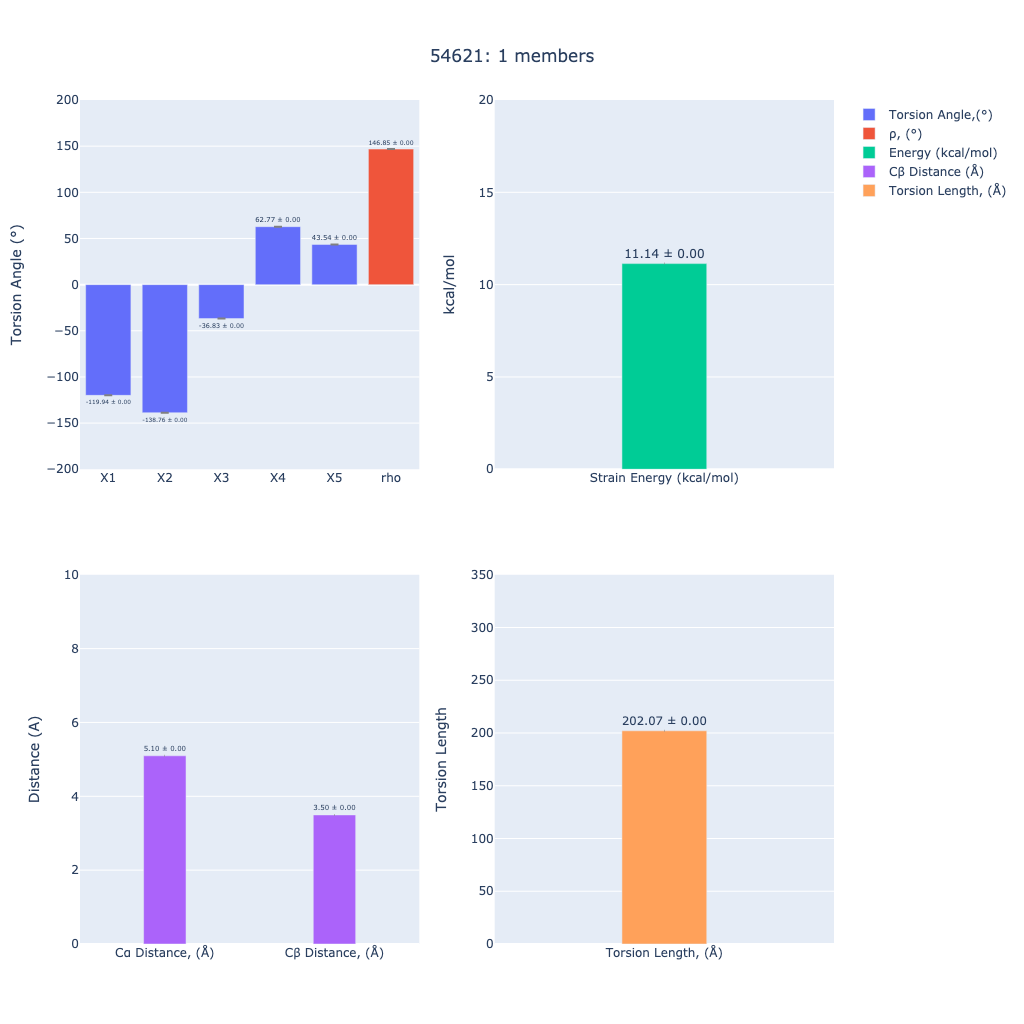 54621: 1 members
Torsion Angle (°)
200
150
100
50
0
−50
−100
−150
−200
-119.94 ± 0.00
-138.76 ± 0.00
-36.83 ± 0.00
62.77 ± 0.00
43.54 ± 0.00
146.85 ± 0.00
X1
X2
X3
X4
X5
rho
kcal/mol
20
15
10
5
0
11.14 ± 0.00
Strain Energy (kcal/mol)
Torsion Angle,(°)
ρ, (°)
Energy (kcal/mol)
Cβ Distance (Å)
Torsion Length, (Å)
Distance (A)
10
8
6
4
2
0
5.10 ± 0.00
3.50 ± 0.00
Cα Distance, (Å)
Cβ Distance, (Å)
Torsion Length
350
300
250
200
150
100
50
0
202.07 ± 0.00
Torsion Length, (Å)